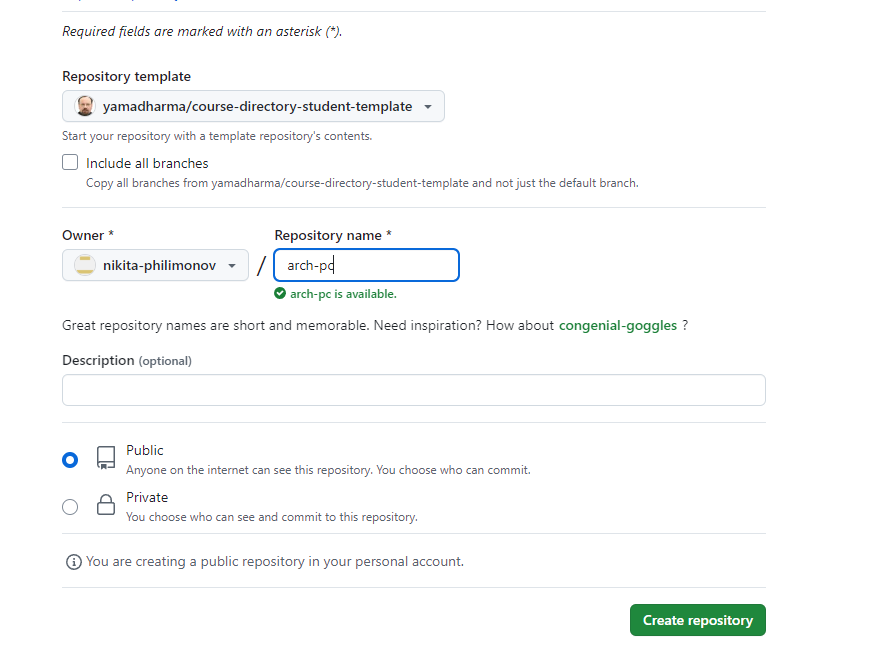 Required fields are marked with an asterisk (*).
Repository template
yamadharma/course-directory-student-template
Start your repository with a template repository's contents.
Include all branches
Copy all branches from yamadharma/course-directory-student-template and not just the default branch.
Owner * Repository name *
nikita-philimonov / arch-pc
arch-pc is available.
Great repository names are short and memorable. Need inspiration? How about congenial-goggles ?
Description (optional)
Public
Anyone on the internet can see this repository. You choose who can commit.
Private
You choose who can see and commit to this repository.
You are creating a public repository in your personal account.
Create repository